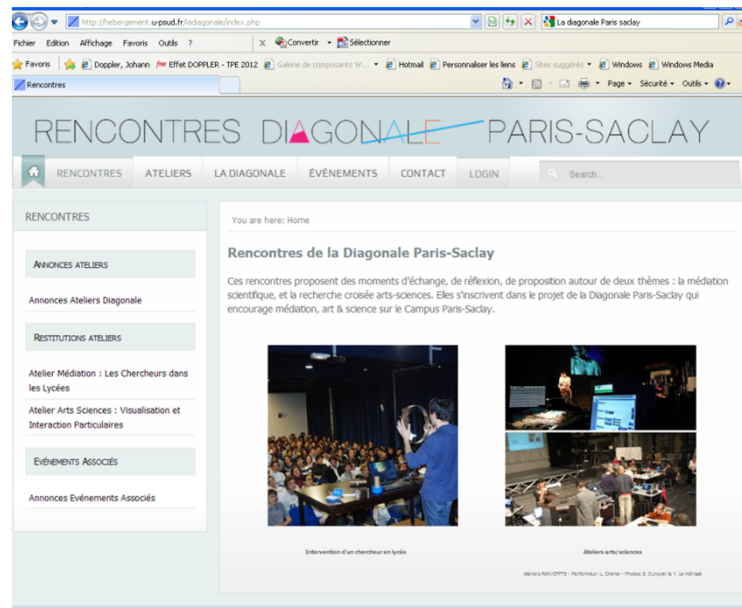 http://hebergement.u-psud.fr/ladiagonale/index.php
La diagonale Paris saclay
Fichier Edition Affichage Favoris Outils ?
x Convertir Sélectionner
Favoris Doppler, Johann Effet DOPPLER - TPE 2012 Galerie de composants W... Hotmail Personnaliser les liens Sites suggérés Windows Windows Media
Rencontres
Page Sécurité Outils
RENCONTRES DIAGONALE PARIS-SACLAY
RENCONTRES ATELIERS LA DIAGONALE ÉVÉNEMENTS CONTACT LOGIN Search...
RENCONTRES
ANNONCES ATELIERS
Annonces Ateliers Diagonale
RESTITUTIONS ATELIERS
Atelier Médiation : Les Chercheurs dans
les Lycées
Atelier Arts Sciences : Visualisation et
Interaction Particulaires
EVÉNEMENTS ASSOCIÉS
Annonces Evénements Associés
You are here: Home
Rencontres de la Diagonale Paris-Saclay
Ces rencontres proposent des moments d'échange, de réflexion, de proposition autour de deux thèmes : la médiation
scientifique, et la recherche croisée arts-sciences. Elles s'inscrivent dans le projet de la Diagonale Paris-Saclay qui
encourage médiation, art & science sur le Campus Paris-Saclay.
Intervention d'un chercheur en lycée
Ateliers arts/sciences